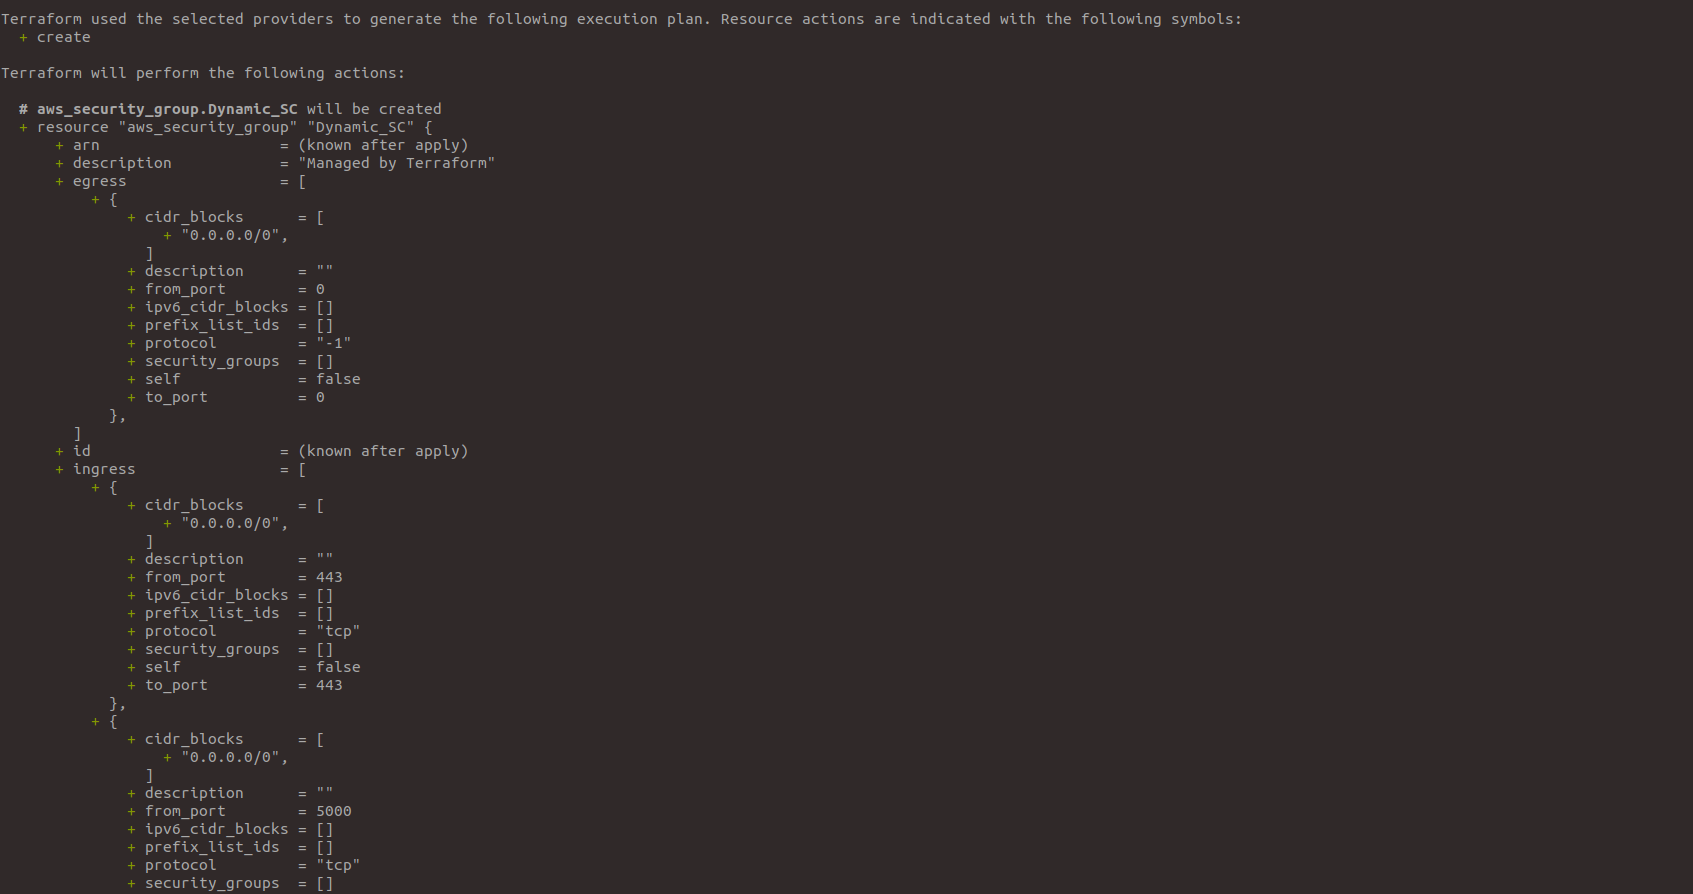 Terraform used the selected providers to generate the following execution plan. Resource actions are indicated with the following symbols:
  + create

Terraform will perform the following actions:

  # aws_security_group.Dynamic_SC will be created
  + resource "aws_security_group" "Dynamic_SC" {
      + arn                    = (known after apply)
      + description            = "Managed by Terraform"
      + egress                 = [
          + {
              + cidr_blocks      = [
                  + "0.0.0.0/0",
                ]
              + description      = ""
              + from_port        = 0
              + ipv6_cidr_blocks = []
              + prefix_list_ids  = []
              + protocol         = "-1"
              + security_groups  = []
              + self             = false
              + to_port          = 0
            },
        ]
      + id                     = (known after apply)
      + ingress                = [
          + {
              + cidr_blocks      = [
                  + "0.0.0.0/0",
                ]
              + description      = ""
              + from_port        = 443
              + ipv6_cidr_blocks = []
              + prefix_list_ids  = []
              + protocol         = "tcp"
              + security_groups  = []
              + self             = false
              + to_port          = 443
            },
          + {
              + cidr_blocks      = [
                  + "0.0.0.0/0",
                ]
              + description      = ""
              + from_port        = 5000
              + ipv6_cidr_blocks = []
              + prefix_list_ids  = []
              + protocol         = "tcp"
              + security_groups  = []